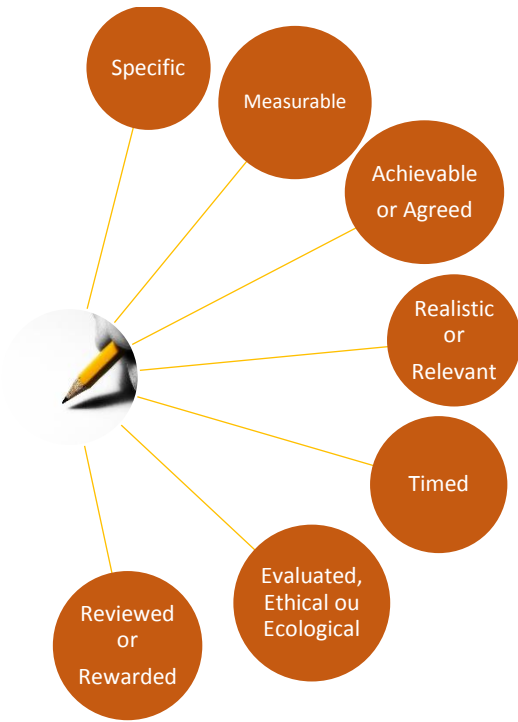 Specific
Measurable
Achievable
or Agreed
Realistic
or
Relevant
Timed
Evaluated,
Ethical ou
Ecological
Reviewed
or
Rewarded